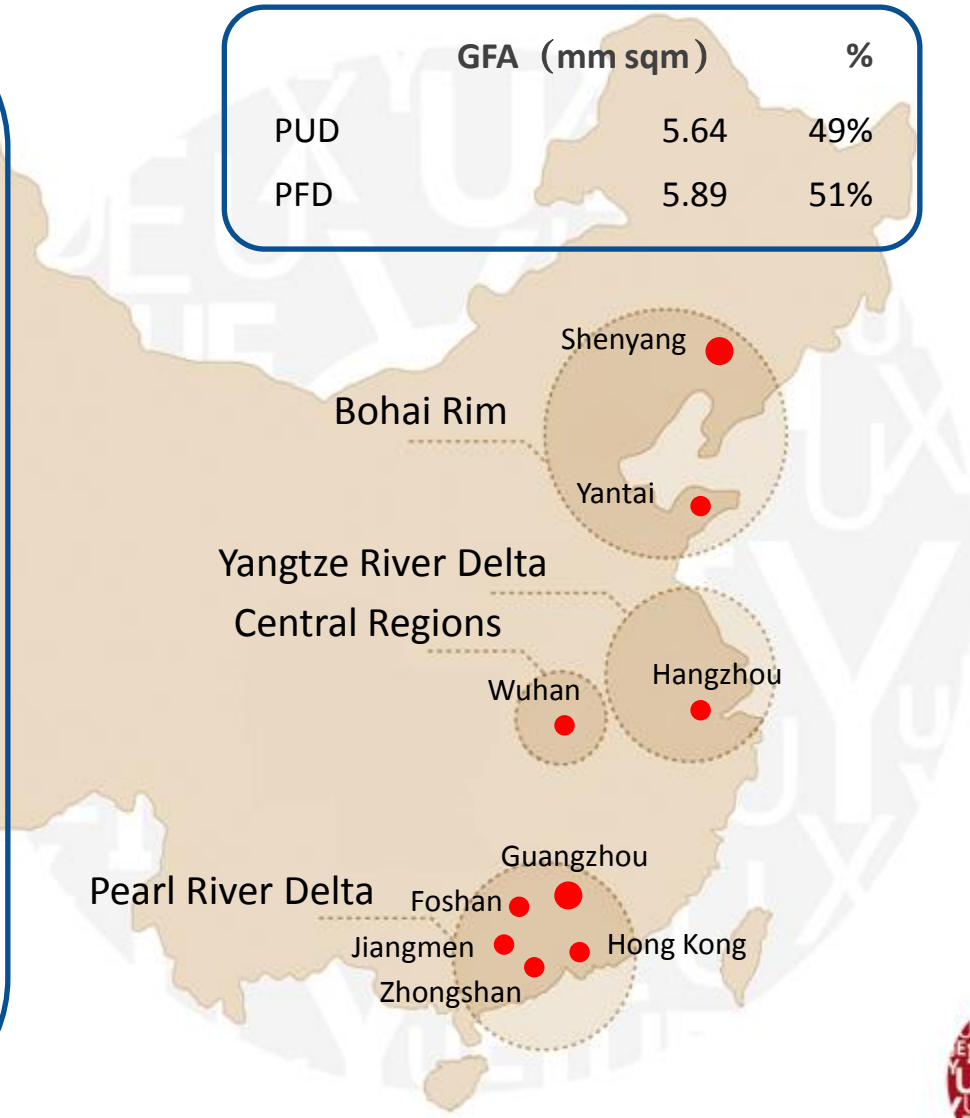 GFA （mm sqm） %
PUD 5.64 49%
PFD 5.89 51%
Shenyang
Bohai Rim
Yantai
Yangtze River Delta
Central Regions
Wuhan
Hangzhou
Guangzhou
Pearl River Delta
Foshan
Jiangmen
Hong Kong
Zhongshan